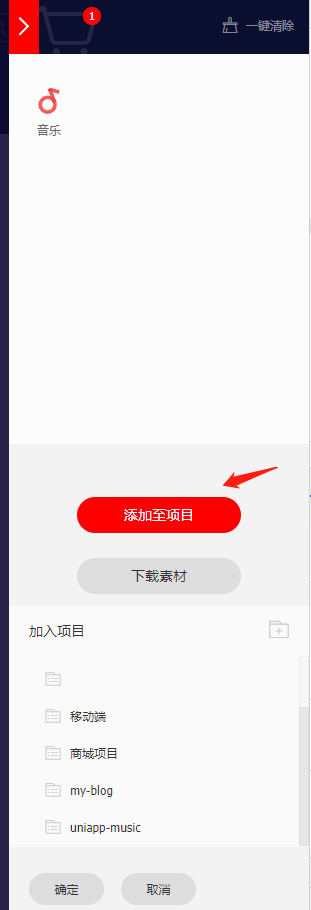 1
一键清除
音乐
添加至项目
下载素材
加入项目
移动端
商城项目
my-blog
uniapp-music
确定 取消